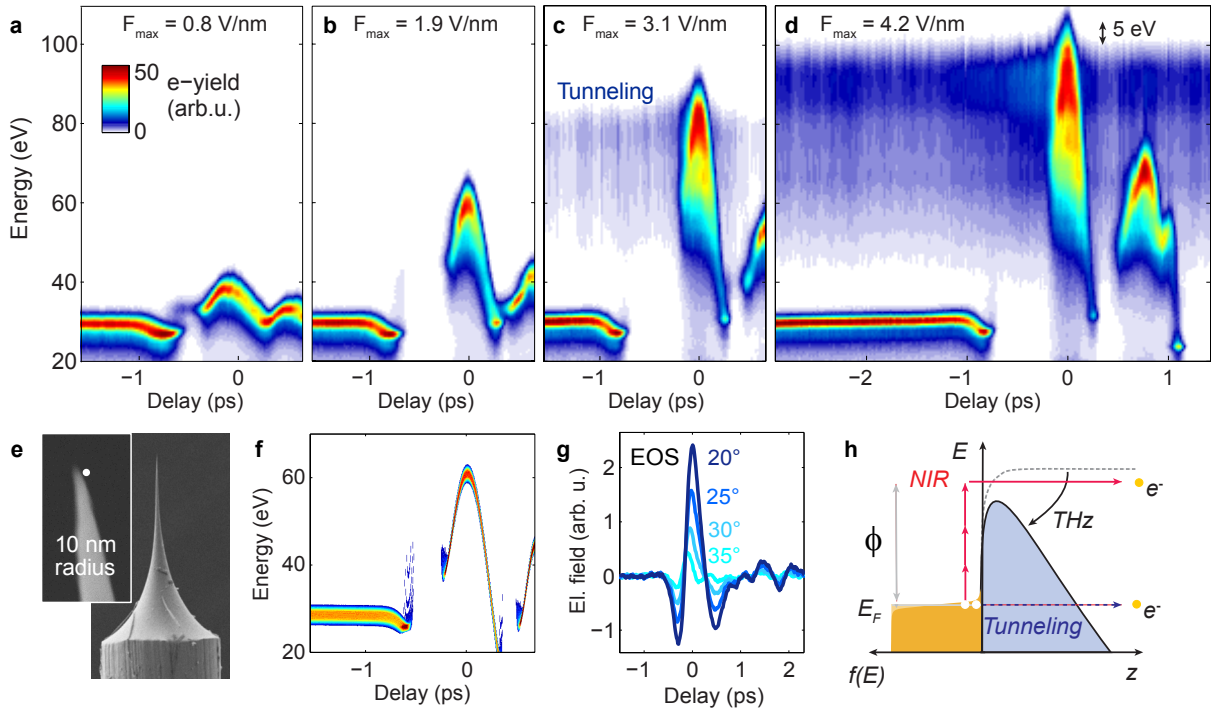 a F_max = 0.8 V/nm
b F_max = 1.9 V/nm
c F_max = 3.1 V/nm
d F_max = 4.2 V/nm
5 eV
Tunneling
50
0
e−yield
(arb.u.)
100
80
60
40
20
Energy (eV)
−1 0
Delay (ps)
−1 0
Delay (ps)
−1 0 1
Delay (ps)
−2 −1 0 1
Delay (ps)
e
10 nm
radius
f
60
40
20
Energy (eV)
−1 0
Delay (ps)
g
EOS
20°
25°
30°
35°
2
1
0
−1
El. field (arb. u.)
−1 0 1 2
Delay (ps)
h
E
NIR
e-
THz
ϕ
E_F
Tunneling
e-
f(E)
z